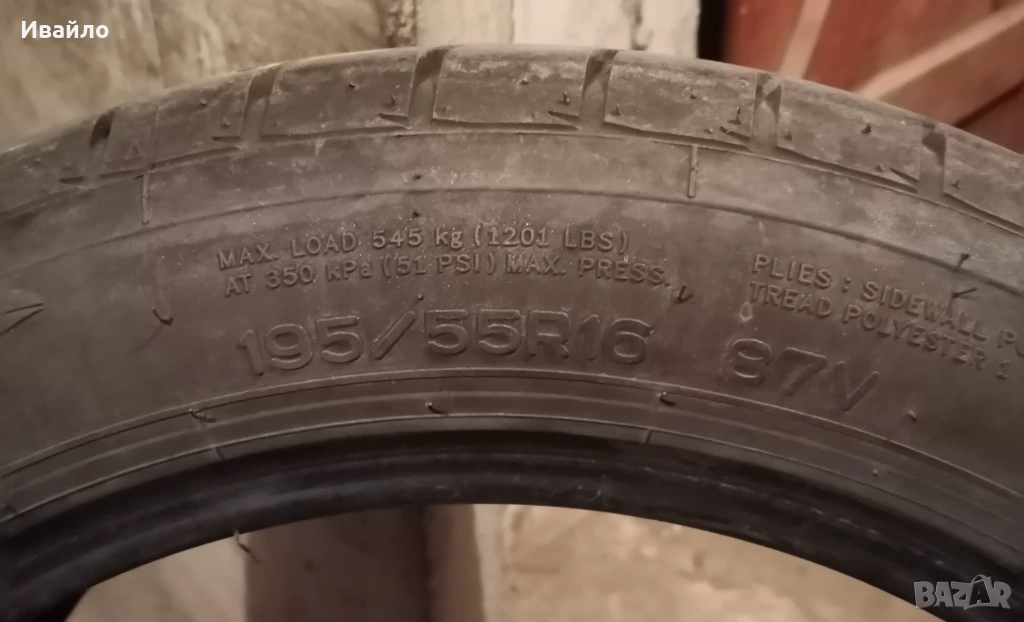 Ивайло
MAX. LOAD 545 kg (1201 LBS)
AT 350 kPa (51 PSI) MAX. PRESS.
PLIES : SIDEWALL
TREAD POLYESTER 1
195/55R16 87V
BAZAR